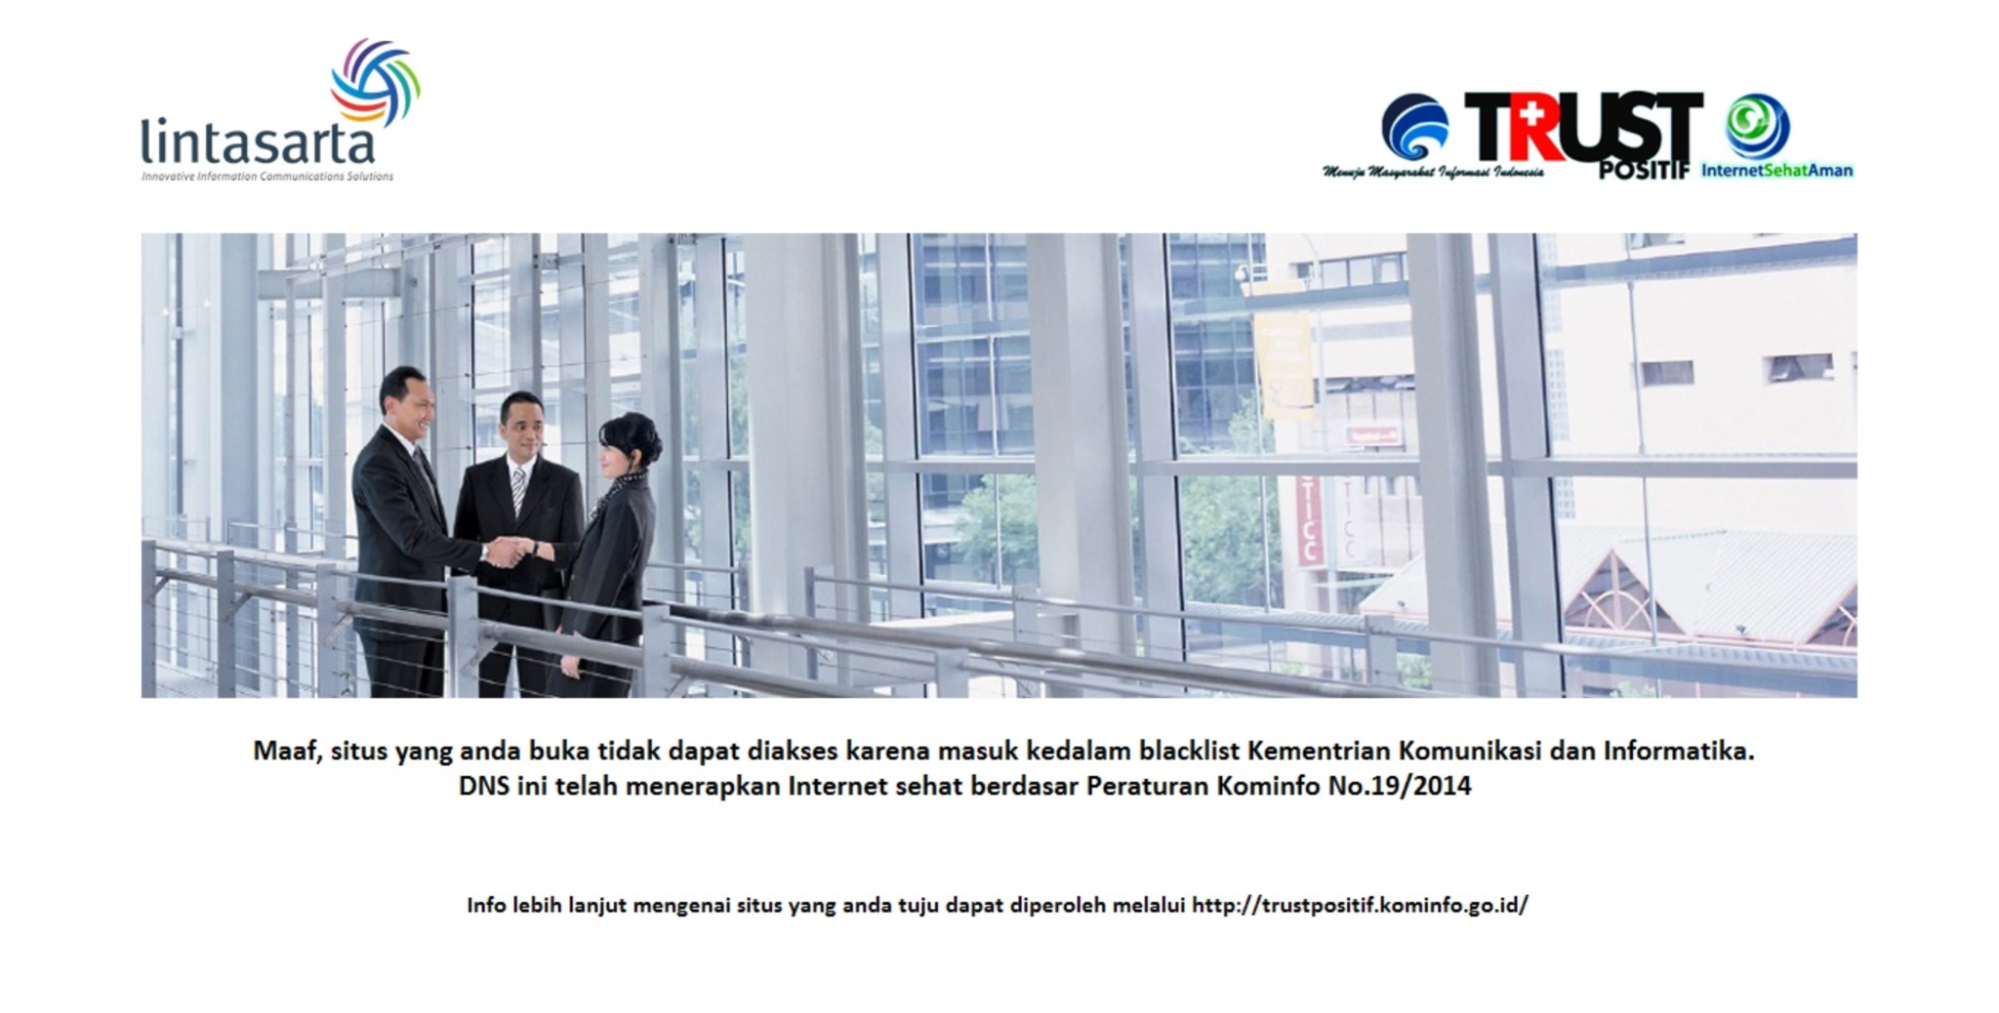 lintasarta
Innovative Information Communications Solutions
TRUST
POSITIF
Menuju Masyarakat Informasi Indonesia
InternetSehatAman
TICC
TICC
Maaf, situs yang anda buka tidak dapat diakses karena masuk kedalam blacklist Kementrian Komunikasi dan Informatika.
DNS ini telah menerapkan Internet sehat berdasar Peraturan Kominfo No.19/2014
Info lebih lanjut mengenai situs yang anda tuju dapat diperoleh melalui http://trustpositif.kominfo.go.id/